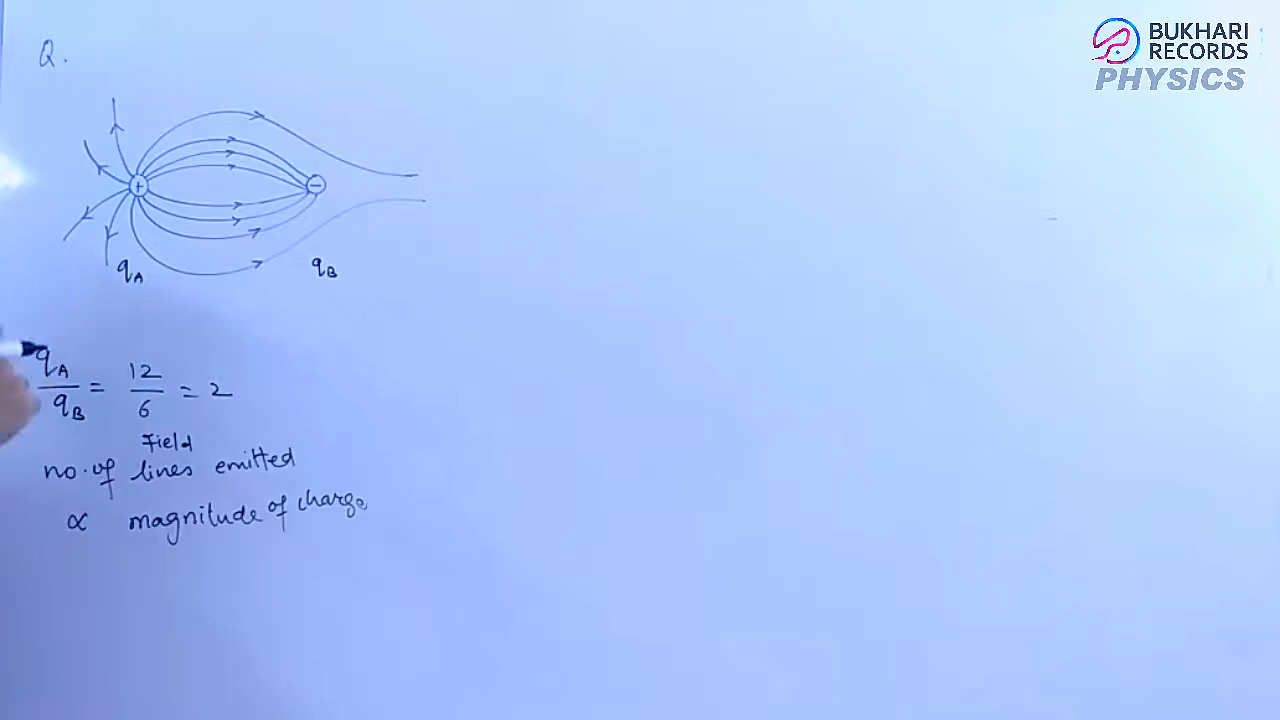 BUKHARI
RECORDS
PHYSICS
Q.
+
−
qA
qB
qA/qB = 12/6 = 2
Field
no. of lines emitted
∝ magnitude of charge